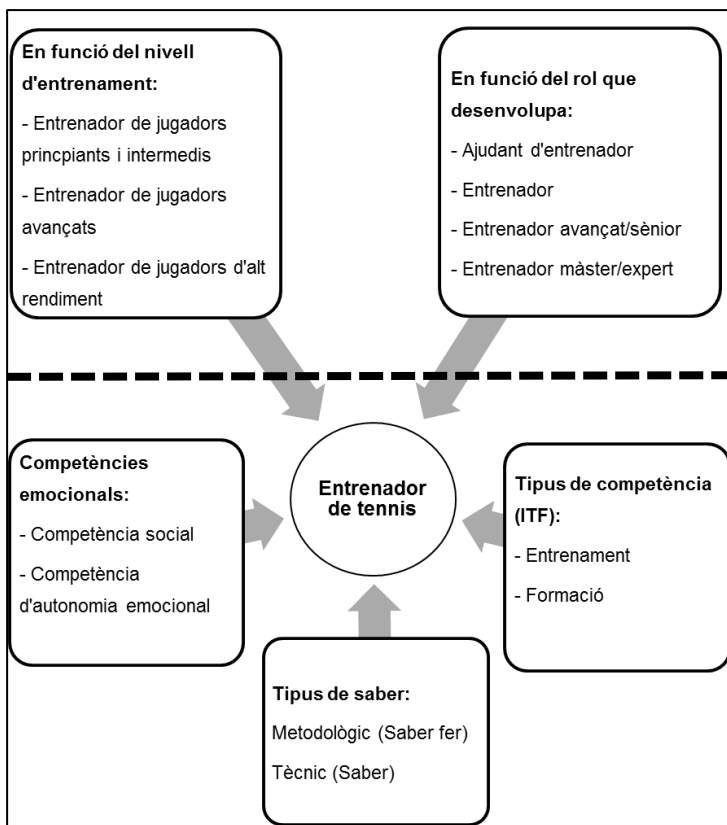 En funció del nivell
d'entrenament:
- Entrenador de jugadors
princpiants i intermedis
- Entrenador de jugadors
avançats
- Entrenador de jugadors d'alt
rendiment
En funció del rol que
desenvolupa:
- Ajudant d'entrenador
- Entrenador
- Entrenador avançat/sènior
- Entrenador màster/expert
Competències
emocionals:
- Competència social
- Competència
d'autonomia emocional
Entrenador
de tennis
Tipus de competència
(ITF):
- Entrenament
- Formació
Tipus de saber:
Metodològic (Saber fer)
Tècnic (Saber)